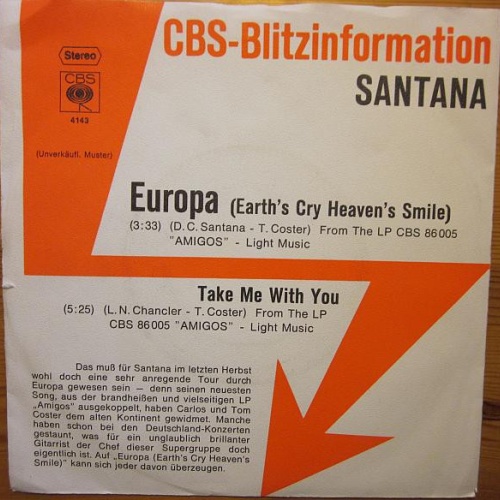 CBS-Blitzinformation
SANTANA
Stereo
CBS
4143
(Unverkäufl. Muster)
Europa (Earth's Cry Heaven's Smile)
(3:33) (D. C. Santana - T. Coster) From The LP CBS 86005
"AMIGOS" - Light Music
Take Me With You
(5:25) (L. N. Chancler - T. Coster) From The LP
CBS 86005 "AMIGOS" - Light Music
Das muß für Santana im letzten Herbst
wohl doch eine sehr anregende Tour durch
Europa gewesen sein — denn seinen neuesten
Song, aus der brandheißen und vielseitigen LP
„Amigos" ausgekoppelt, haben Carlos und Tom
Coster dem alten Kontinent gewidmet. Manche
haben schon bei den Deutschland-Konzerten
gestaunt, was für ein unglaublich brillanter
Gitarrist der Chef dieser Supergruppe doch
eigentlich ist. Auf „Europa (Earth's Cry Heaven's
Smile)" kann sich jeder davon überzeugen.